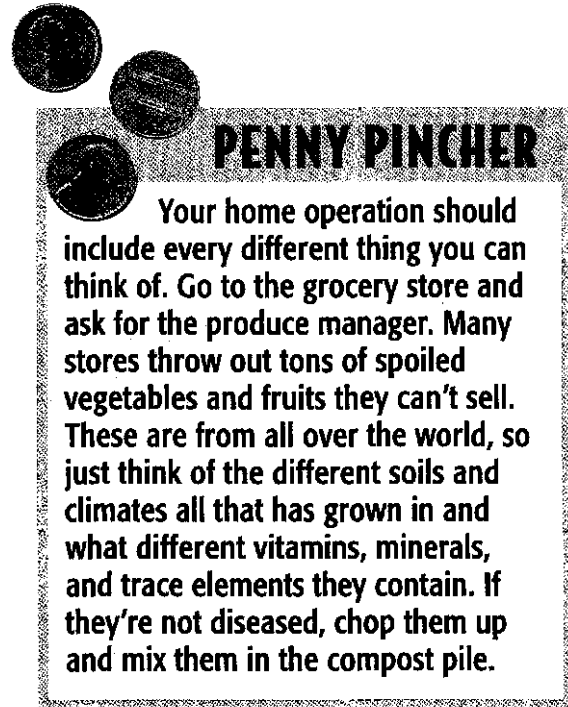 PENNY PINCHER
Your home operation should
include every different thing you can
think of. Go to the grocery store and
ask for the produce manager. Many
stores throw out tons of spoiled
vegetables and fruits they can't sell.
These are from all over the world, so
just think of the different soils and
climates all that has grown in and
what different vitamins, minerals,
and trace elements they contain. If
they're not diseased, chop them up
and mix them in the compost pile.